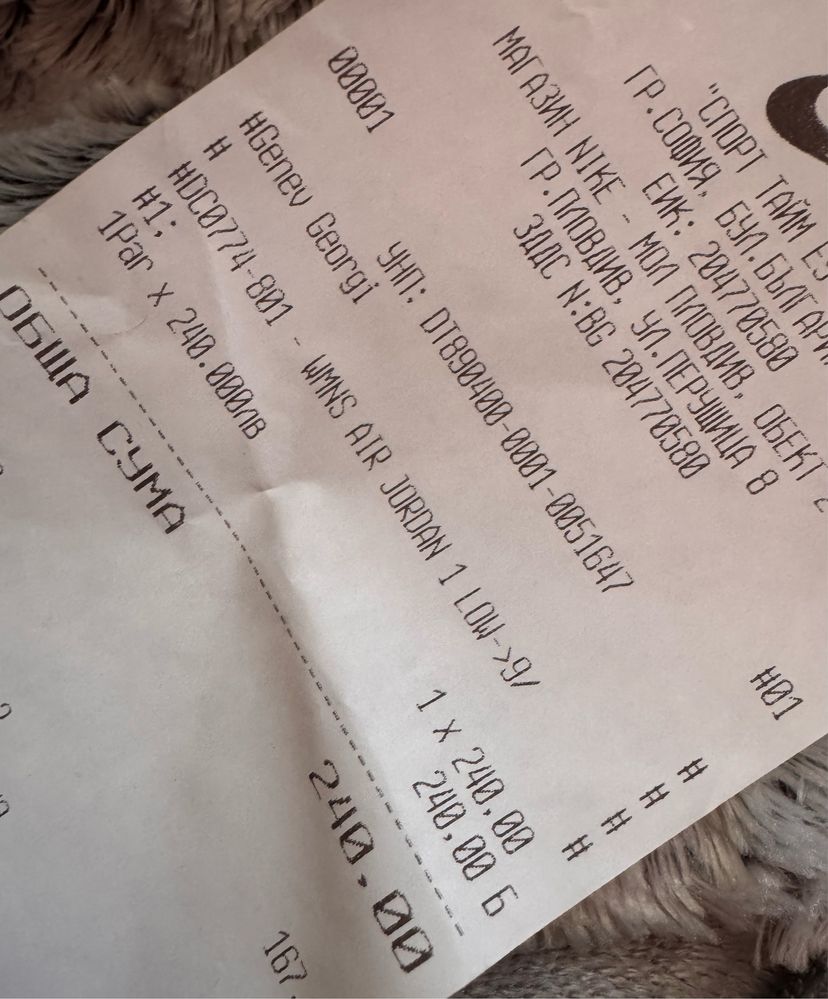 "СПОРТ ТАЙМ
ГР.СОФИЯ, БУЛ.БЪЛГАРИ
ЕИК: 204770580
МАГАЗИН NIKE - МОЛ ПЛОВДИВ, ОБЕКТ 2
ГР.ПЛОВДИВ, УЛ.ПЕРУЩИЦА 8
ЗДДС N:BG 204770580
00001 #01
УНП: DT890400-0001-0051647
#Genev Georgi #
# #
#DC0774-801 - WMNS AIR JORDAN 1 LOW->9/ #
#1; #
1 x 240,00
1Par x 240.000лв 240,00 Б
ОБЩА СУМА 240,00
167.